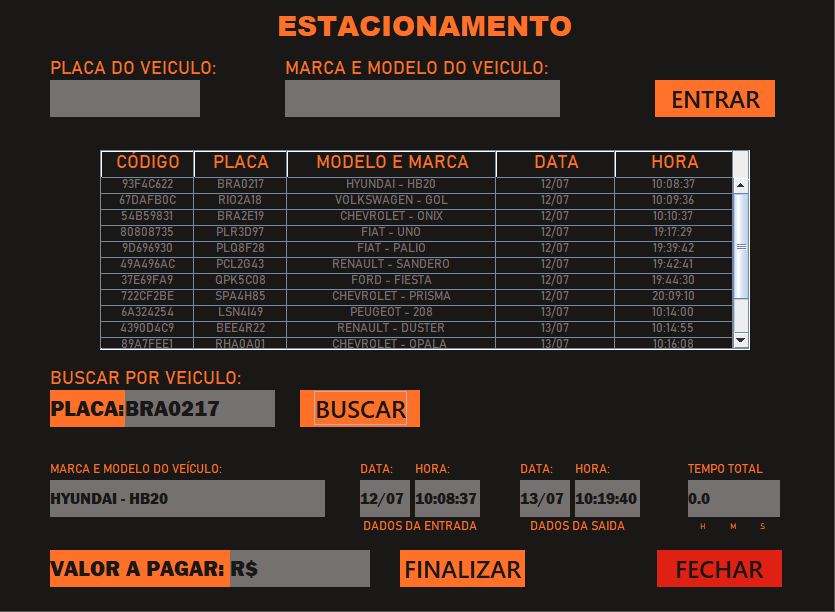 ESTACIONAMENTO
PLACA DO VEICULO: MARCA E MODELO DO VEICULO:
ENTRAR
CÓDIGO PLACA MODELO E MARCA DATA HORA
93F4C622 BRA0217 HYUNDAI - HB20 12/07 10:08:37
67DAFB0C RIO2A18 VOLKSWAGEN - GOL 12/07 10:09:36
54B59831 BRA2E19 CHEVROLET - ONIX 12/07 10:10:37
80808735 PLR3D97 FIAT - UNO 12/07 19:17:29
9D696930 PLQ8F28 FIAT - PALIO 12/07 19:39:42
49A496AC PCL2G43 RENAULT - SANDERO 12/07 19:42:41
37E69FA9 QPK5C08 FORD - FIESTA 12/07 19:44:30
722CF2BE SPA4H85 CHEVROLET - PRISMA 12/07 20:09:10
6A324254 LSN4I49 PEUGEOT - 208 13/07 10:14:00
4390D4C9 BEE4R22 RENAULT - DUSTER 13/07 10:14:55
89A7FEE1 RHA0A01 CHEVROLET - OPALA 13/07 10:16:08
BUSCAR POR VEICULO:
PLACA:BRA0217 BUSCAR
MARCA E MODELO DO VEÍCULO: DATA: HORA: DATA: HORA: TEMPO TOTAL
HYUNDAI - HB20 12/07 10:08:37 13/07 10:19:40 0.0
DADOS DA ENTRADA DADOS DA SAIDA H M S
VALOR A PAGAR: R$ FINALIZAR FECHAR